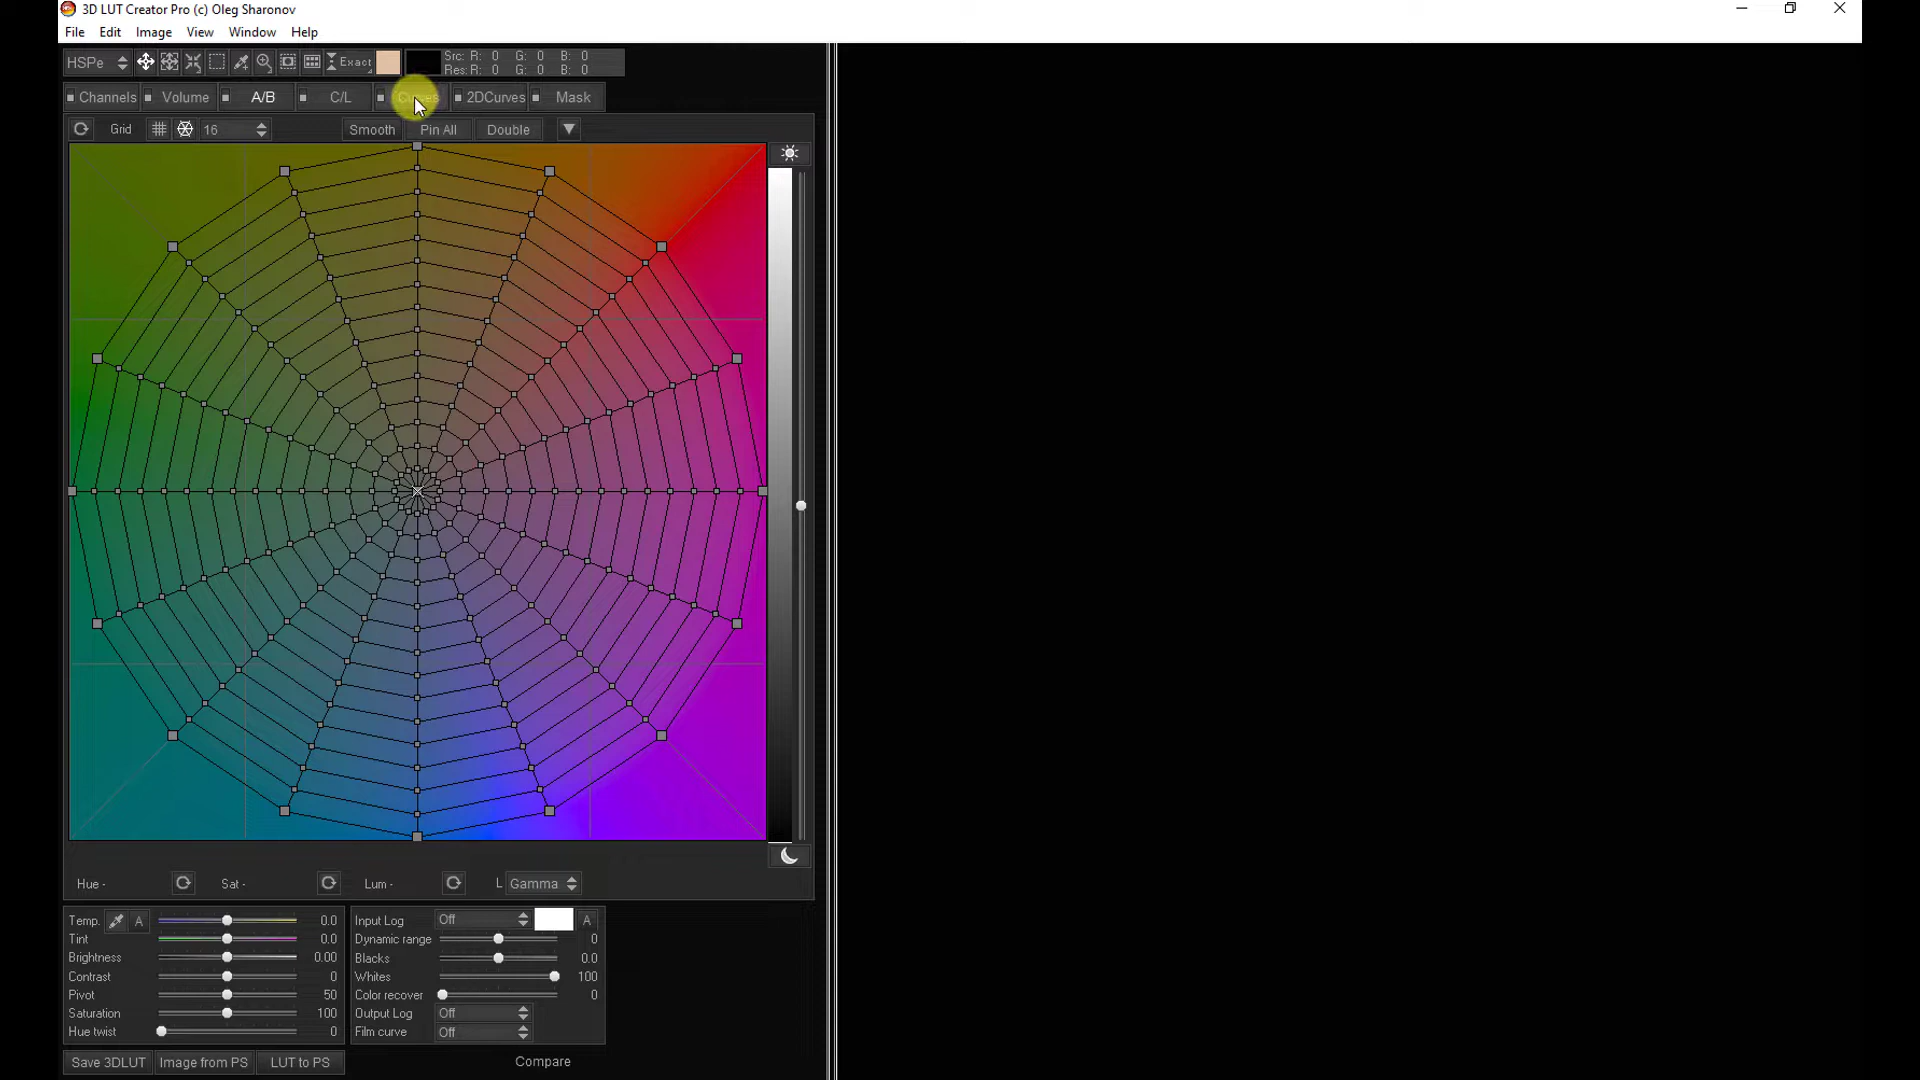 3D LUT Creator Pro (c) Oleg Sharonov
File Edit Image View Window Help
HSPe Exact Src: R: 0 G: 0 B: 0
Res: R: 0 G: 0 B: 0
Channels Volume A/B C/L Curves 2DCurves Mask
Grid 16 Smooth Pin All Double
Hue - Sat - Lum - L Gamma
Temp. A 0.0
Tint 0.0
Brightness 0.00
Contrast 0
Pivot 50
Saturation 100
Hue twist 0
Input Log Off A
Dynamic range 0
Blacks 0.0
Whites 100
Color recover 0
Output Log Off
Film curve Off
Save 3DLUT Image from PS LUT to PS Compare